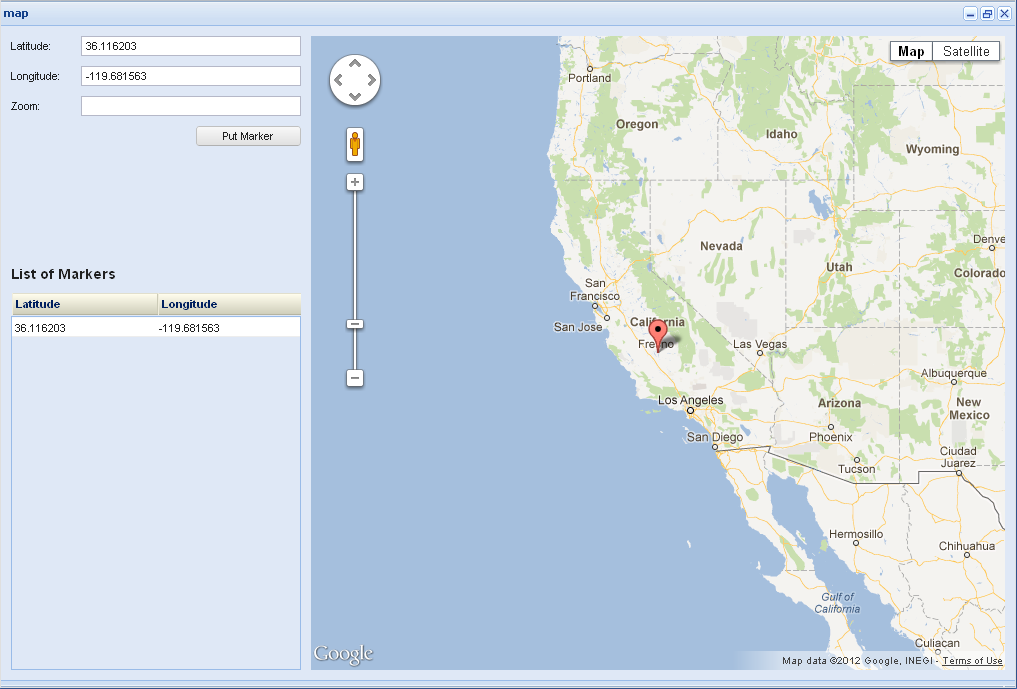 map
Latitude: 36.116203
Longitude: -119.681563
Zoom:
Put Marker
List of Markers
Latitude Longitude
36.116203 -119.681563
Map Satellite
Portland
Oregon
Idaho
Wyoming
Nevada
Utah
Denve
Colorado
San
Francisco
San Jose
California
Fresno
Las Vegas
Albuquerque
Los Angeles
Arizona
New
Mexico
San Diego
Phoenix
Tucson
Ciudad
Juarez
Hermosillo
Chihuahua
Gulf of
California
Culiacan
Google
Map data ©2012 Google, INEGI - Terms of Use